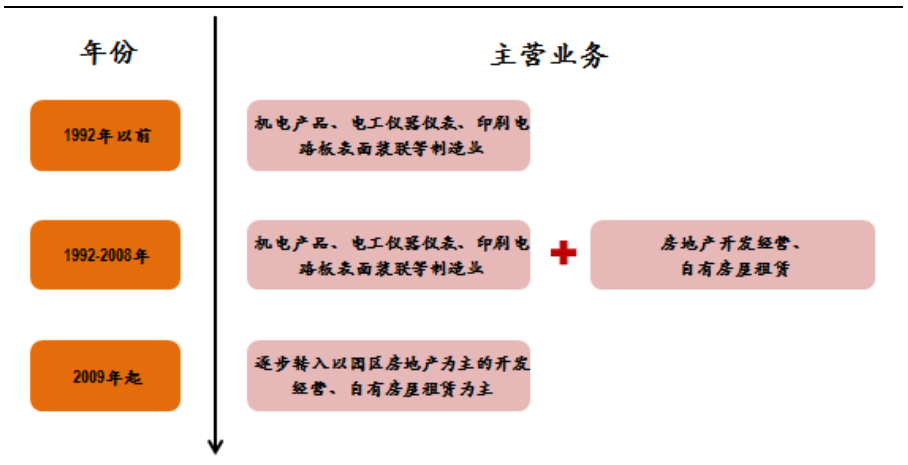 年份
主营业务
1992年以前
机电产品、电工仪器仪表、印刷电
路板表面装联等制造业
1992-2008年
机电产品、电工仪器仪表、印刷电
路板表面装联等制造业
房地产开发经营、
自有房屋租赁
2009年起
逐步转入以园区房地产为主的开发
经营、自有房屋租赁为主